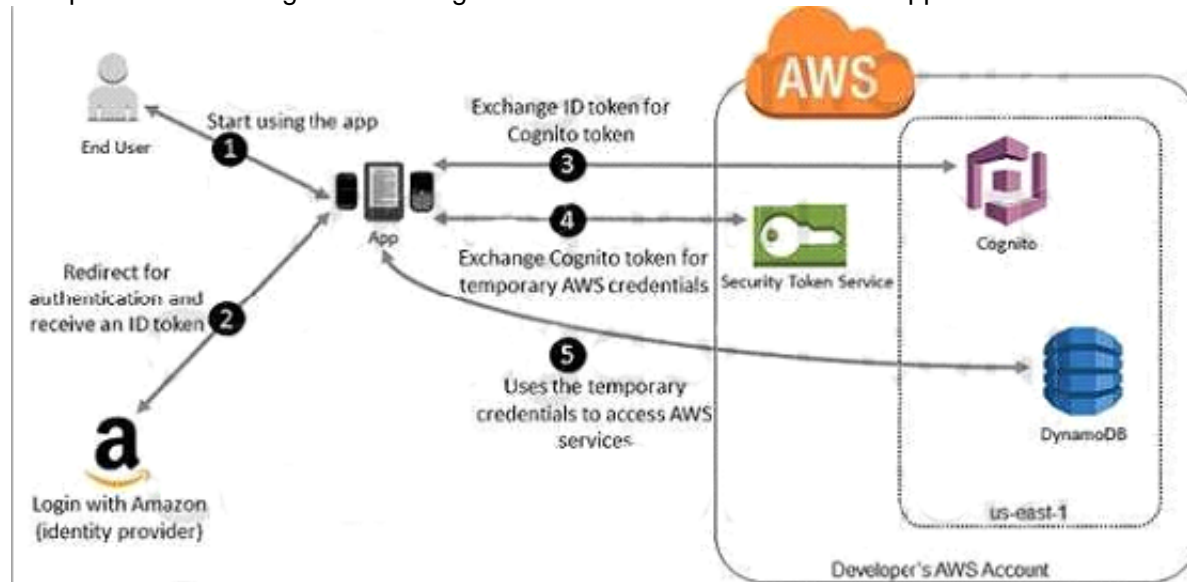 AWS
End User
Start using the app
1
Exchange ID token for
Cognito token
3
Cognito
App
4
Exchange Cognito token for
temporary AWS credentials
Security Token Service
Redirect for
authentication and
receive an ID token
2
5
Uses the temporary
credentials to access AWS
services
DynamoDB
a
Login with Amazon
(identity provider)
us-east-1
Developer's AWS Account